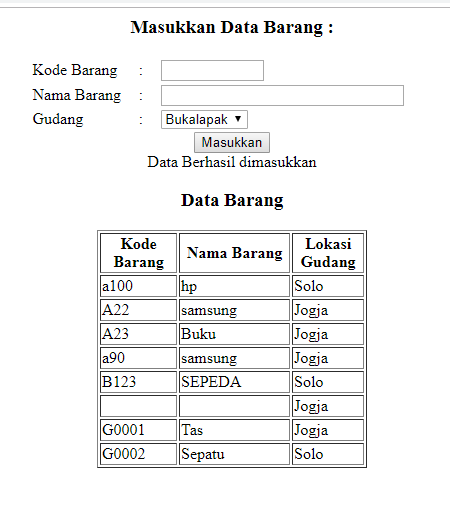 Masukkan Data Barang :
Kode Barang :
Nama Barang :
Gudang : Bukalapak ▼
Masukkan
Data Berhasil dimasukkan
Data Barang
Kode Barang Nama Barang Lokasi Gudang
a100 hp Solo
A22 samsung Jogja
A23 Buku Jogja
a90 samsung Jogja
B123 SEPEDA Solo
Jogja
G0001 Tas Jogja
G0002 Sepatu Solo